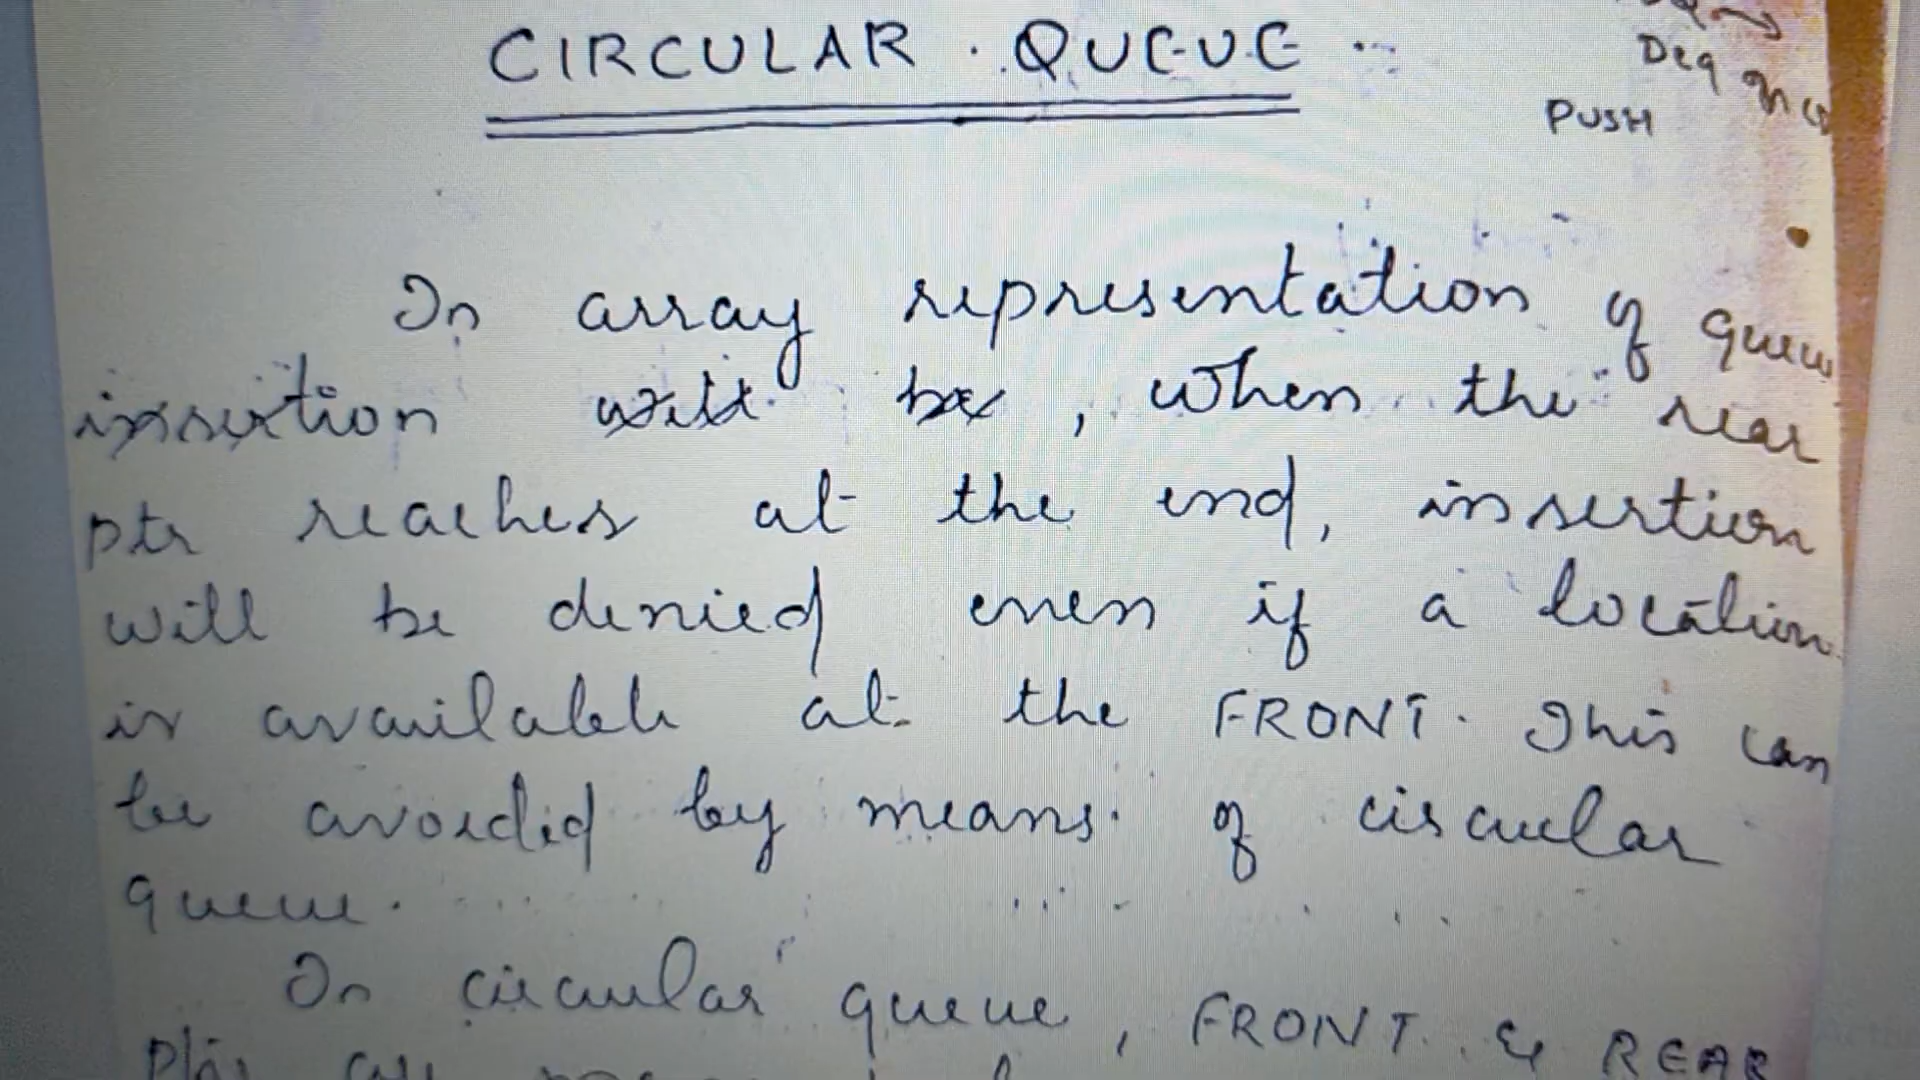 CIRCULAR QUEUE
Deq
PUSH
In array representation of queue
insertion will be, when the rear
ptr reaches at the end, insertion
will be denied even if a location
is available at the FRONT. This can
be avoided by means of circular
queue.
In circular queue, FRONT & REAR